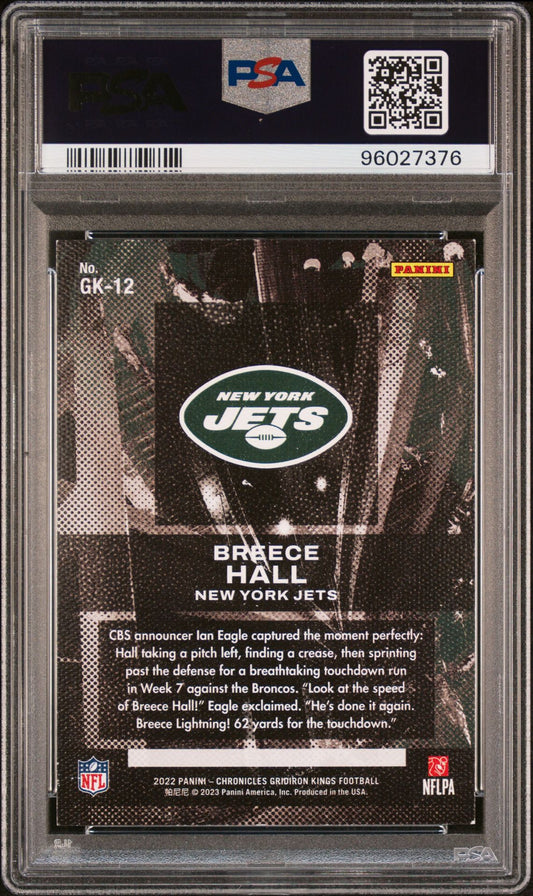 PSA
PSA
96027376
No.
GK-12
PANINI
NEW YORK
JETS
BREECE
HALL
NEW YORK JETS
CBS announcer Ian Eagle captured the moment perfectly:
Hall taking a pitch left, finding a crease, then sprinting
past the defense for a breathtaking touchdown run
in Week 7 against the Broncos. “Look at the speed
of Breece Hall!” Eagle exclaimed. “He’s done it again.
Breece Lightning! 62 yards for the touchdown.”
NFL
2022 PANINI – CHRONICLES GRIDIRON KINGS FOOTBALL
帕尼尼 © 2023 Panini America, Inc. Produced in the USA.
NFLPA
PSA